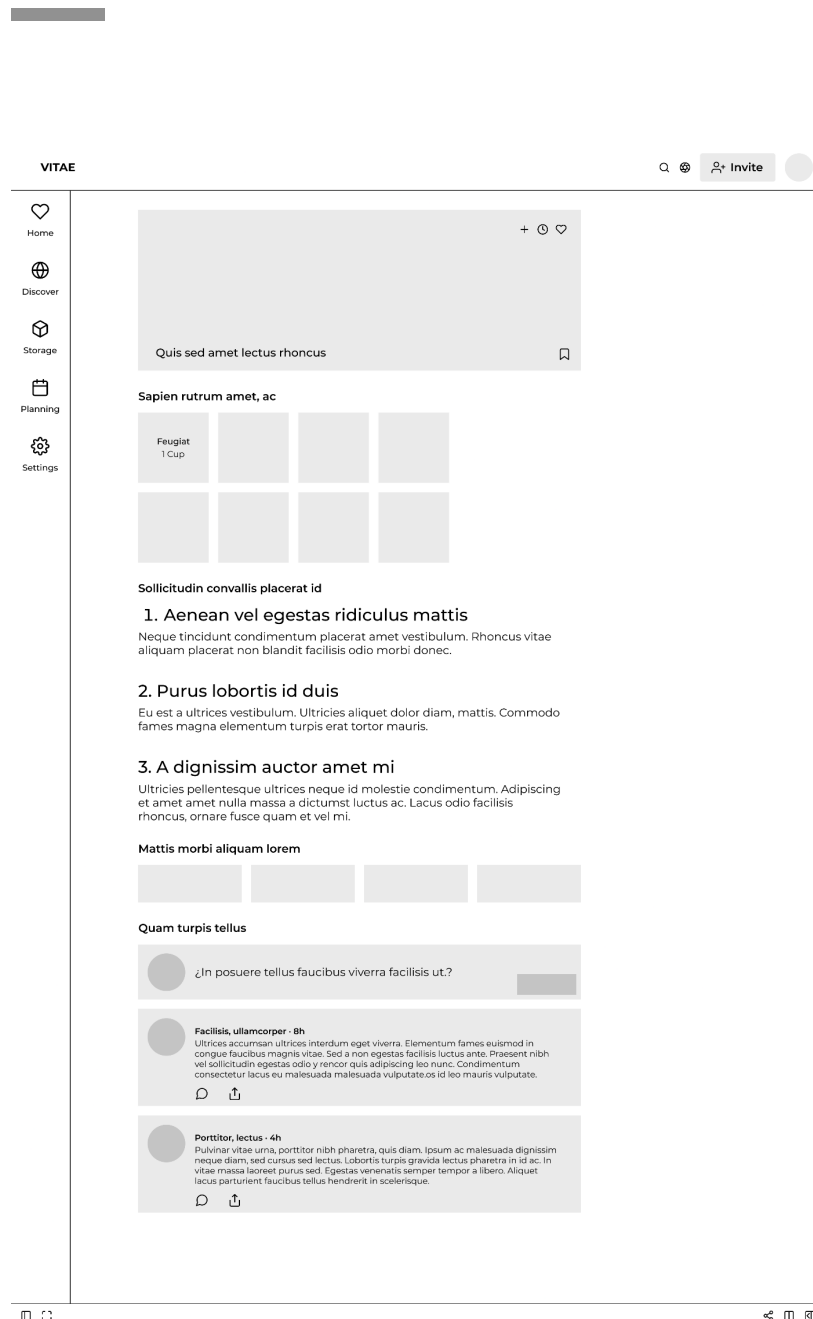 VITAE
Invite
Home
Discover
Storage
Planning
Settings
Quis sed amet lectus rhoncus
Sapien rutrum amet, ac
Feugiat
1 Cup
Sollicitudin convallis placerat id
1. Aenean vel egestas ridiculus mattis
Neque tincidunt condimentum placerat amet vestibulum. Rhoncus vitae
aliquam placerat non blandit facilisis odio morbi donec.
2. Purus lobortis id duis
Eu est a ultrices vestibulum. Ultricies aliquet dolor diam, mattis. Commodo
fames magna elementum turpis erat tortor mauris.
3. A dignissim auctor amet mi
Ultricies pellentesque ultrices neque id molestie condimentum. Adipiscing
et amet amet nulla massa a dictumst luctus ac. Lacus odio facilisis
rhoncus, ornare fusce quam et vel mi.
Mattis morbi aliquam lorem
Quam turpis tellus
¿In posuere tellus faucibus viverra facilisis ut.?
Facilisis, ullamcorper · 8h
Ultrices accumsan ultrices interdum eget viverra. Elementum fames euismod in
congue faucibus magnis vitae. Sed a non egestas facilisis luctus ante. Praesent nibh
vel sollicitudin egestas odio y rencor quis adipiscing leo nunc. Condimentum
consectetur lacus eu malesuada malesuada vulputate.os id leo mauris vulputate.
Porttitor, lectus · 4h
Pulvinar vitae urna, porttitor nibh pharetra, quis diam. Ipsum ac malesuada dignissim
neque diam, sed cursus sed lectus. Lobortis turpis gravida lectus pharetra in id ac. In
vitae massa laoreet purus sed. Egestas venenatis semper tempor a libero. Aliquet
lacus parturient faucibus tellus hendrerit in scelerisque.